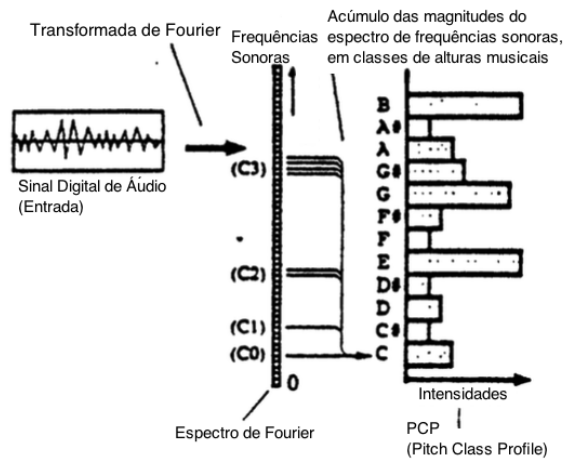 Transformada de Fourier
Frequências
Sonoras
Acúmulo das magnitudes do
espectro de frequências sonoras,
em classes de alturas musicais
Sinal Digital de Áúdio
(Entrada)
(C3)
(C2)
(C1)
(C0)
0
B
A#
A
G#
G
F#
F
E
D#
D
C#
C
Espectro de Fourier
Intensidades
PCP
(Pitch Class Profile)